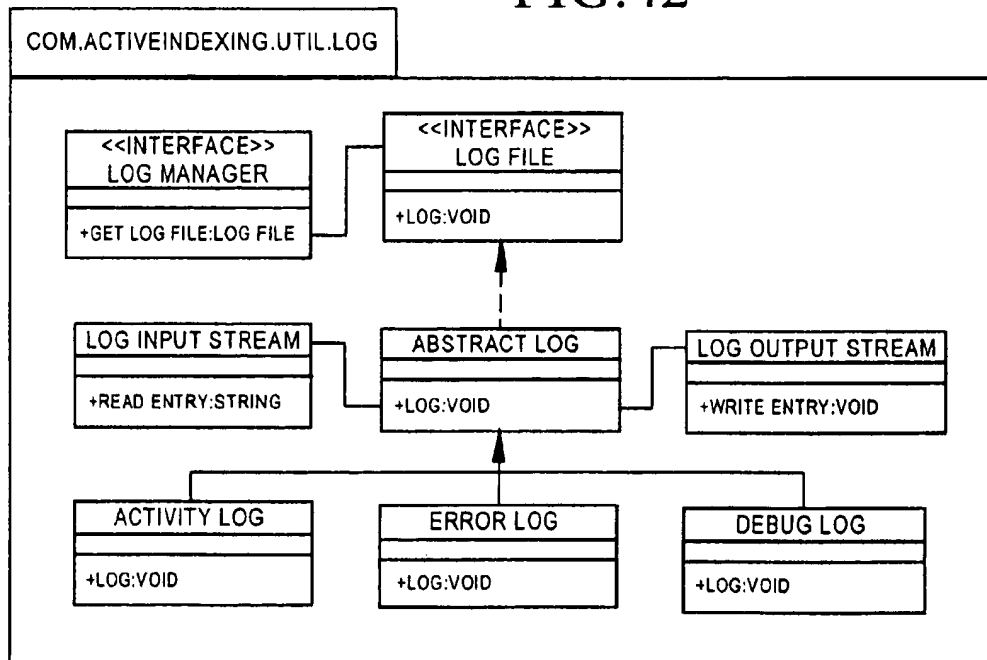 FIG. 42
COM.ACTIVEINDEXING.UTIL.LOG
<<INTERFACE>>
LOG MANAGER
+GET LOG FILE:LOG FILE
<<INTERFACE>>
LOG FILE
+LOG:VOID
LOG INPUT STREAM
+READ ENTRY:STRING
ABSTRACT LOG
+LOG:VOID
LOG OUTPUT STREAM
+WRITE ENTRY:VOID
ACTIVITY LOG
+LOG:VOID
ERROR LOG
+LOG:VOID
DEBUG LOG
+LOG:VOID